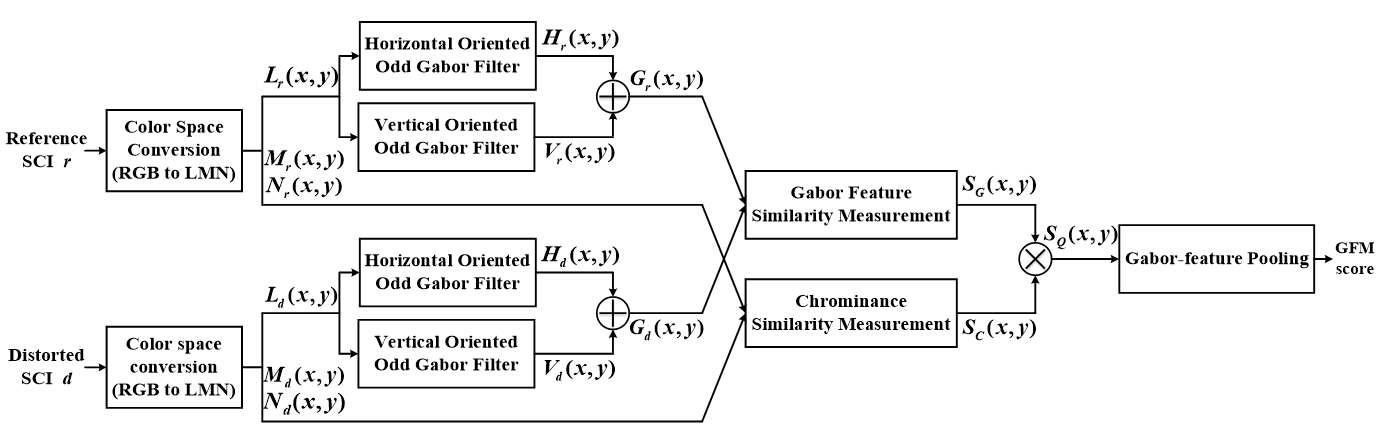 Reference
SCI r
Color Space
Conversion
(RGB to LMN)
L_r(x,y)
M_r(x,y)
N_r(x,y)
Horizontal Oriented
Odd Gabor Filter
H_r(x,y)
Vertical Oriented
Odd Gabor Filter
V_r(x,y)
G_r(x,y)
Distorted
SCI d
Color space
conversion
(RGB to LMN)
L_d(x,y)
M_d(x,y)
N_d(x,y)
Horizontal Oriented
Odd Gabor Filter
H_d(x,y)
Vertical Oriented
Odd Gabor Filter
V_d(x,y)
G_d(x,y)
Gabor Feature
Similarity Measurement
S_G(x,y)
Chrominance
Similarity Measurement
S_C(x,y)
S_Q(x,y)
Gabor-feature Pooling
GFM
score